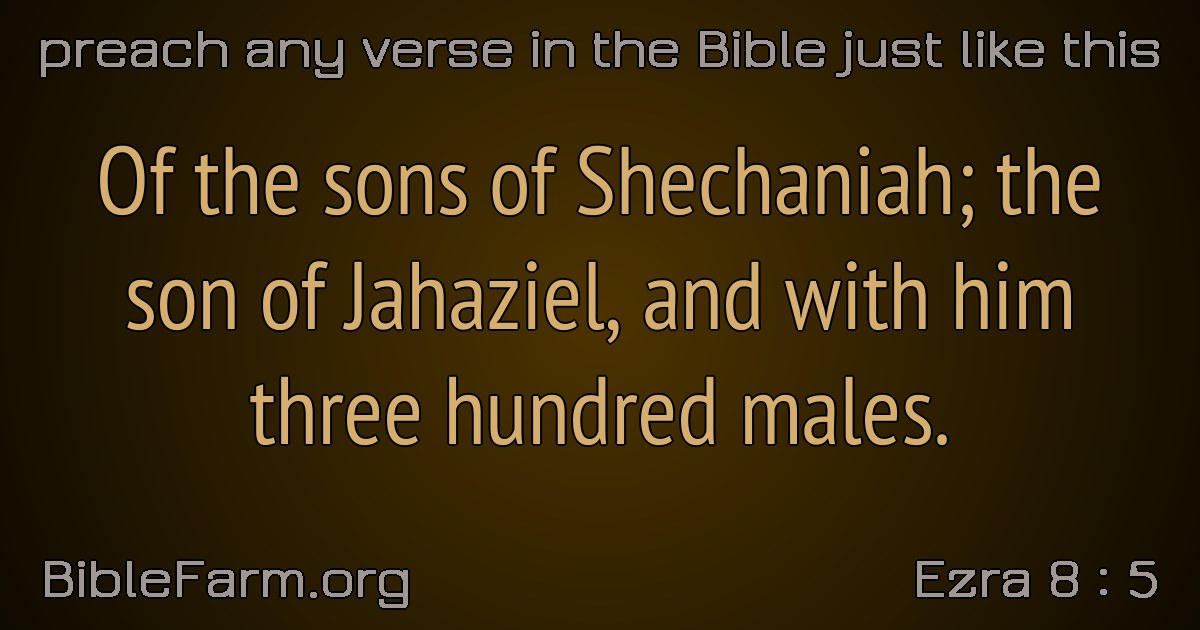 preach any verse in the Bible just like this
Of the sons of Shechaniah; the
son of Jahaziel, and with him
three hundred males.
BibleFarm.org
Ezra 8 : 5